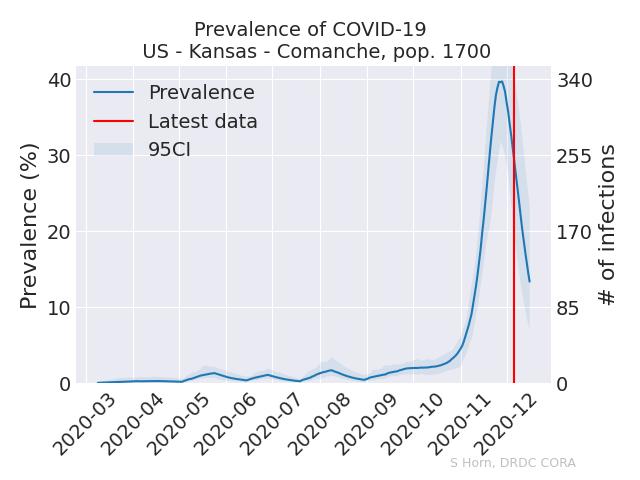 Prevalence of COVID-19
US - Kansas - Comanche, pop. 1700
Prevalence (%)
40
30
20
10
0
Prevalence
Latest data
95CI
340
255
170
85
0
# of infections
2020-03
2020-04
2020-05
2020-06
2020-07
2020-08
2020-09
2020-10
2020-11
2020-12
S Horn, DRDC CORA